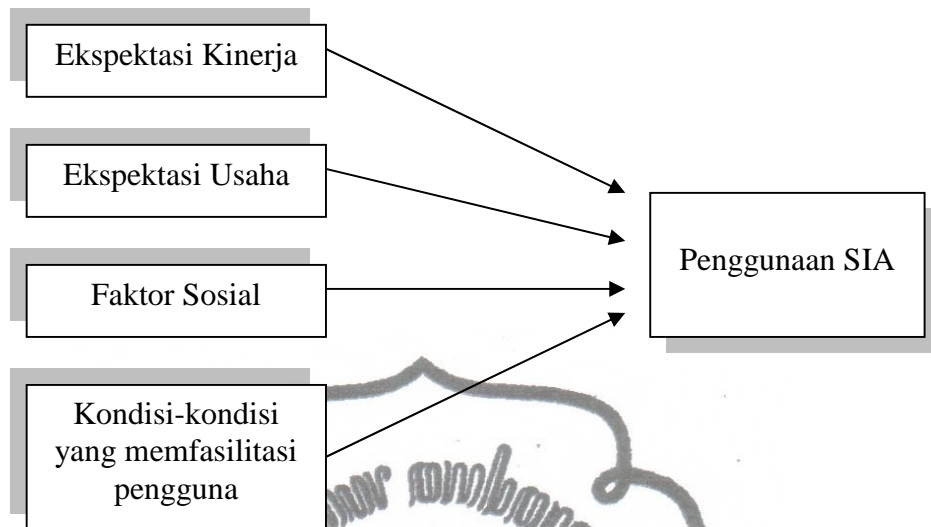 Ekspektasi Kinerja
Ekspektasi Usaha
Faktor Sosial
Kondisi-kondisi
yang memfasilitasi
pengguna
Penggunaan SIA